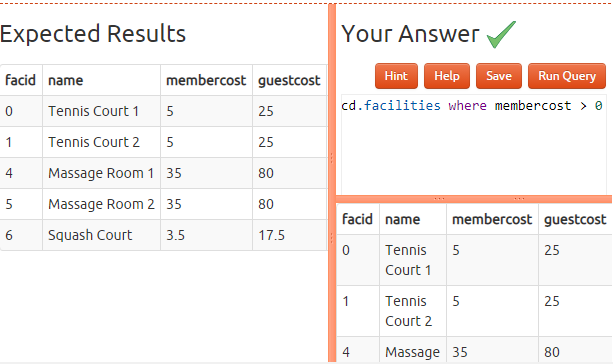 Expected Results
facid name membercost guestcost
0 Tennis Court 1 5 25
1 Tennis Court 2 5 25
4 Massage Room 1 35 80
5 Massage Room 2 35 80
6 Squash Court 3.5 17.5
Your Answer
Hint Help Save Run Query
cd.facilities where membercost > 0
facid name membercost guestcost
0 Tennis 5 25
Court 1
1 Tennis 5 25
Court 2
4 Massage 35 80